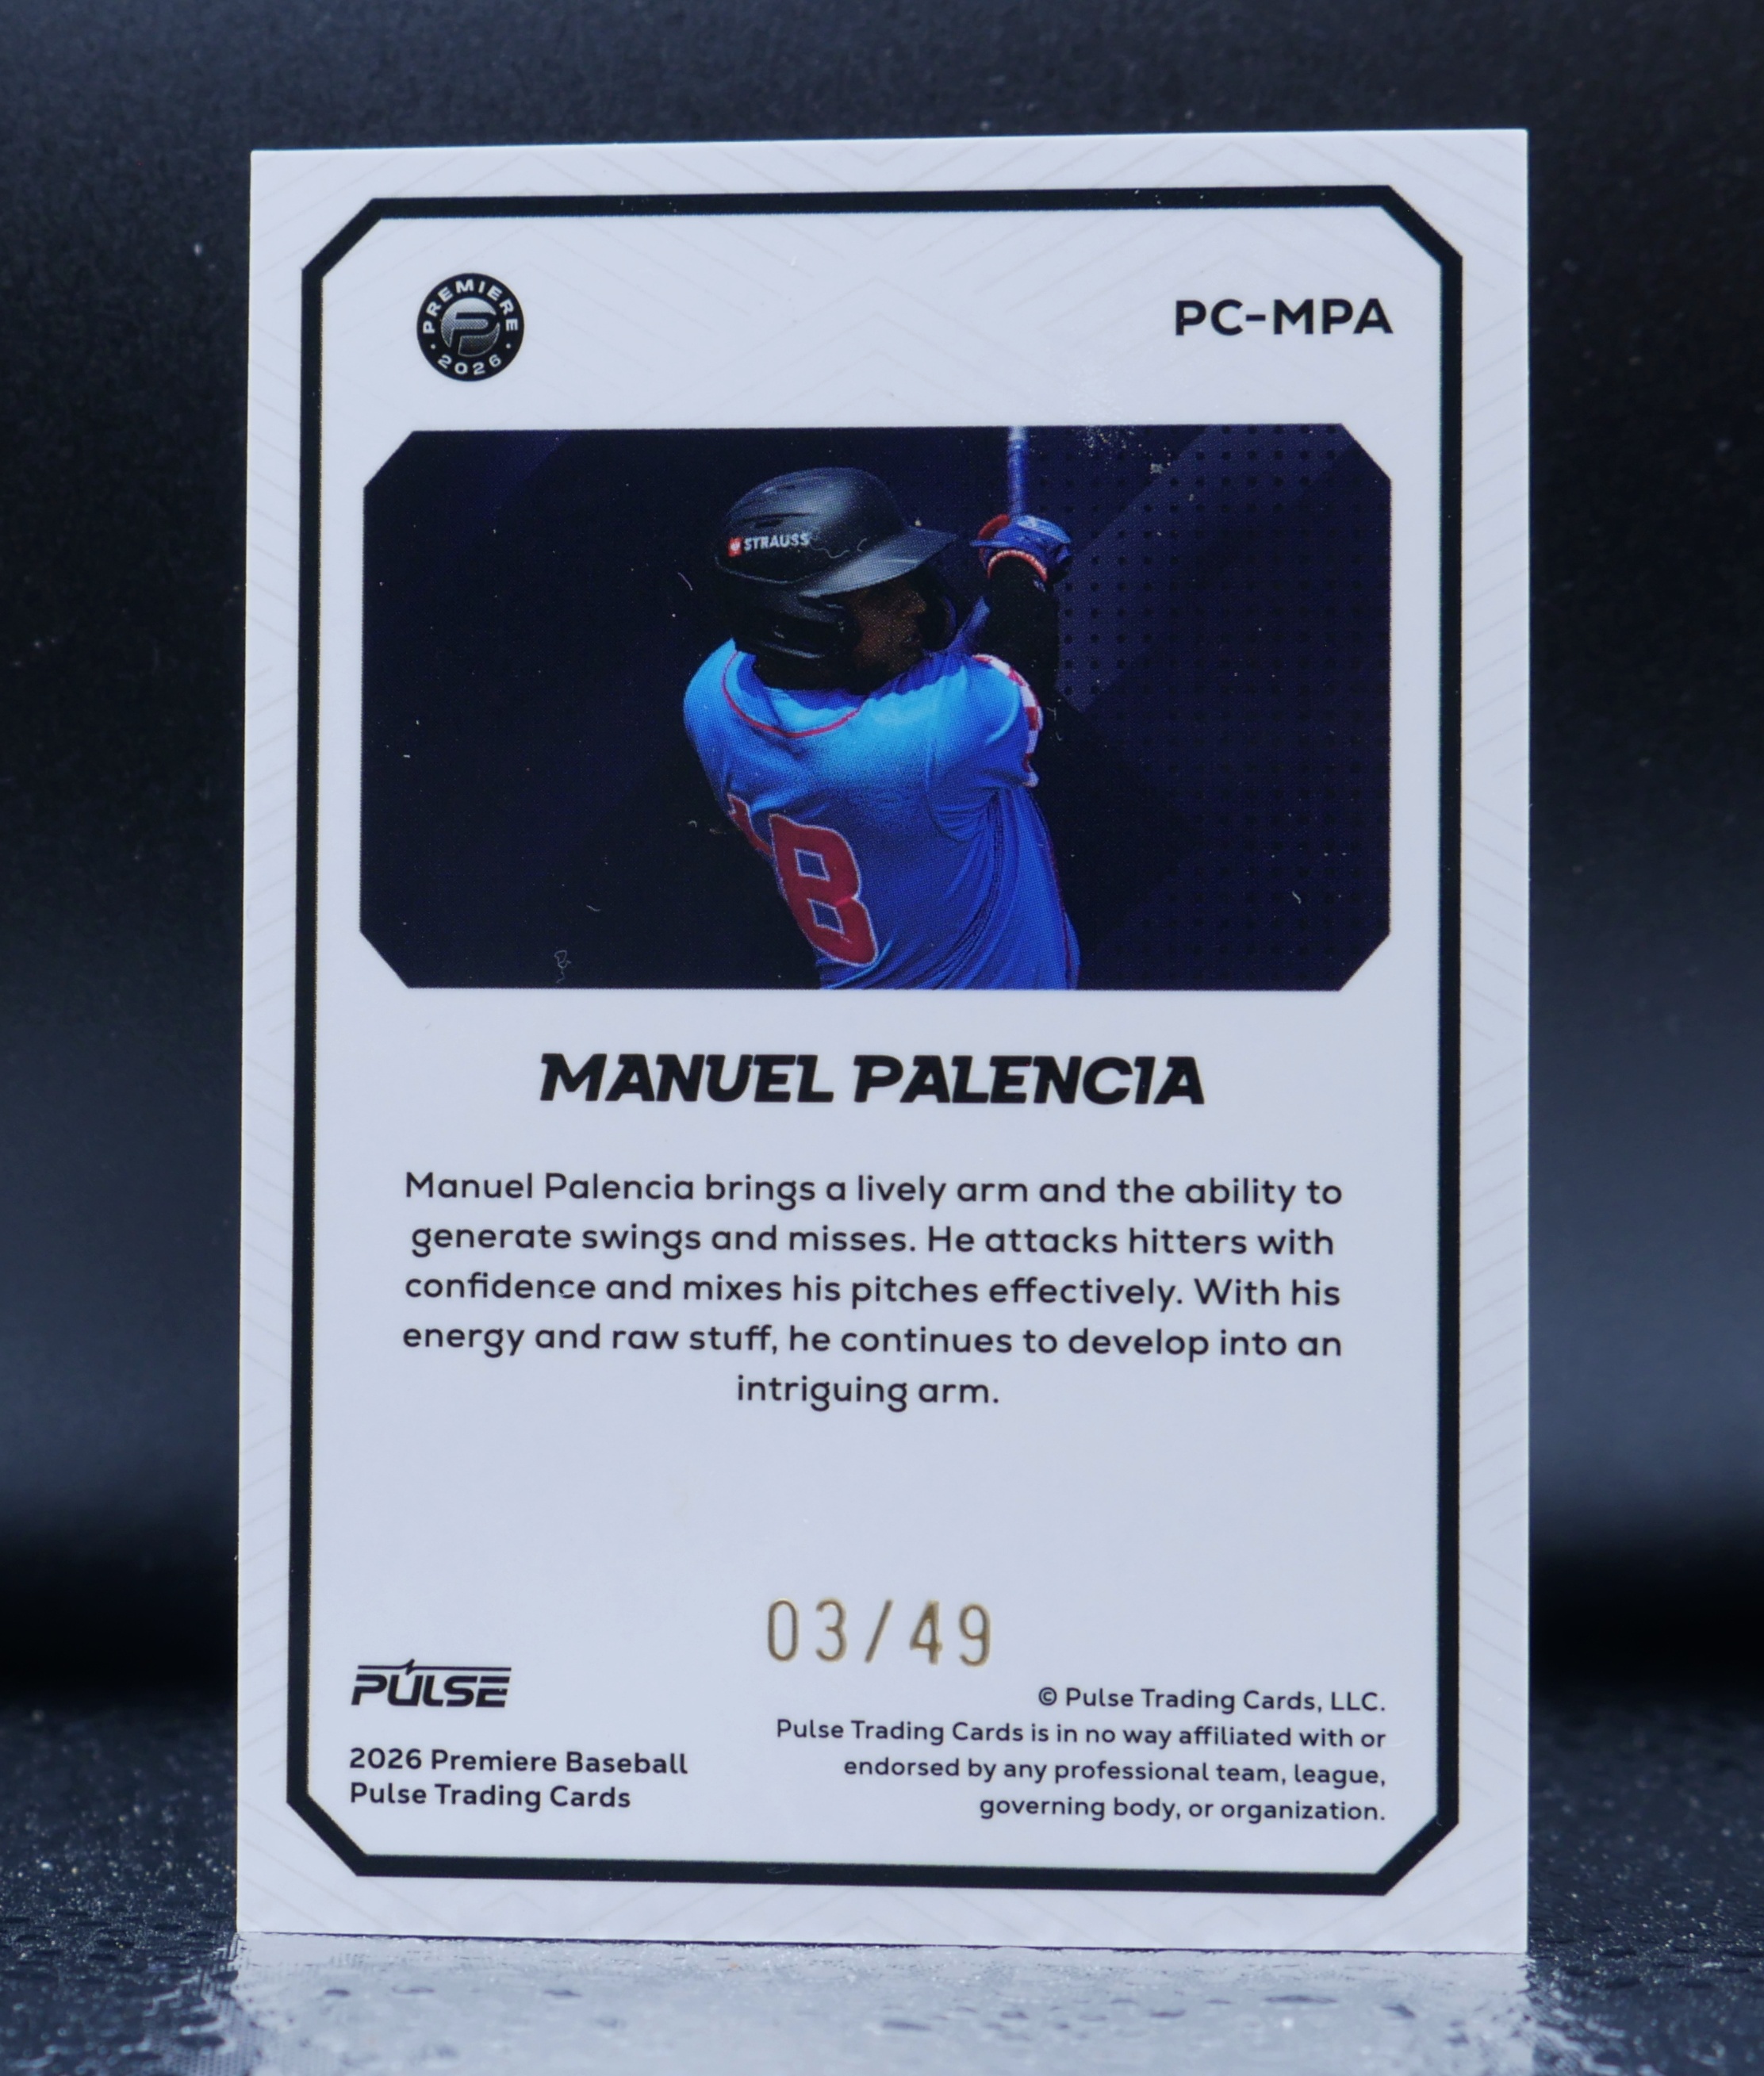 PREMIERE
2026
PC-MPA
STRAUSS
8
MANUEL PALENCIA
Manuel Palencia brings a lively arm and the ability to
generate swings and misses. He attacks hitters with
confidence and mixes his pitches effectively. With his
energy and raw stuff, he continues to develop into an
intriguing arm.
03/49
PULSE
© Pulse Trading Cards, LLC.
Pulse Trading Cards is in no way affiliated with or
endorsed by any professional team, league,
governing body, or organization.
2026 Premiere Baseball
Pulse Trading Cards